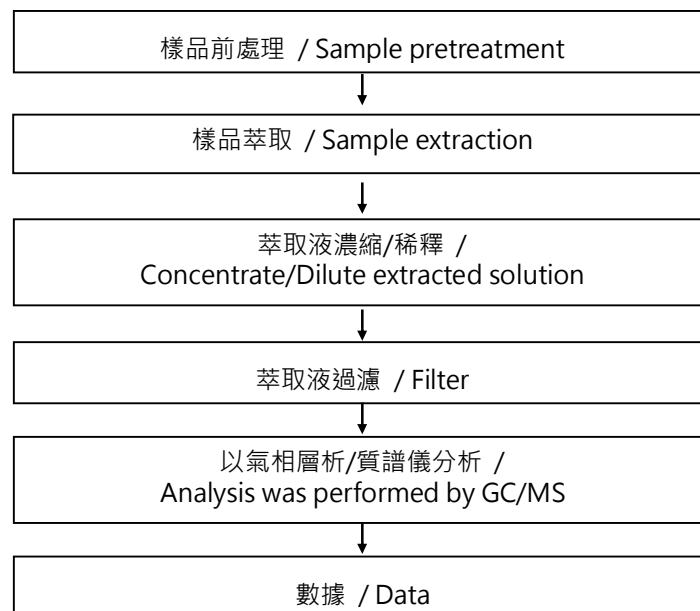 樣品前處理 / Sample pretreatment
樣品萃取 / Sample extraction
萃取液濃縮/稀釋 /
Concentrate/Dilute extracted solution
萃取液過濾 / Filter
以氣相層析/質譜儀分析 /
Analysis was performed by GC/MS
數據 / Data